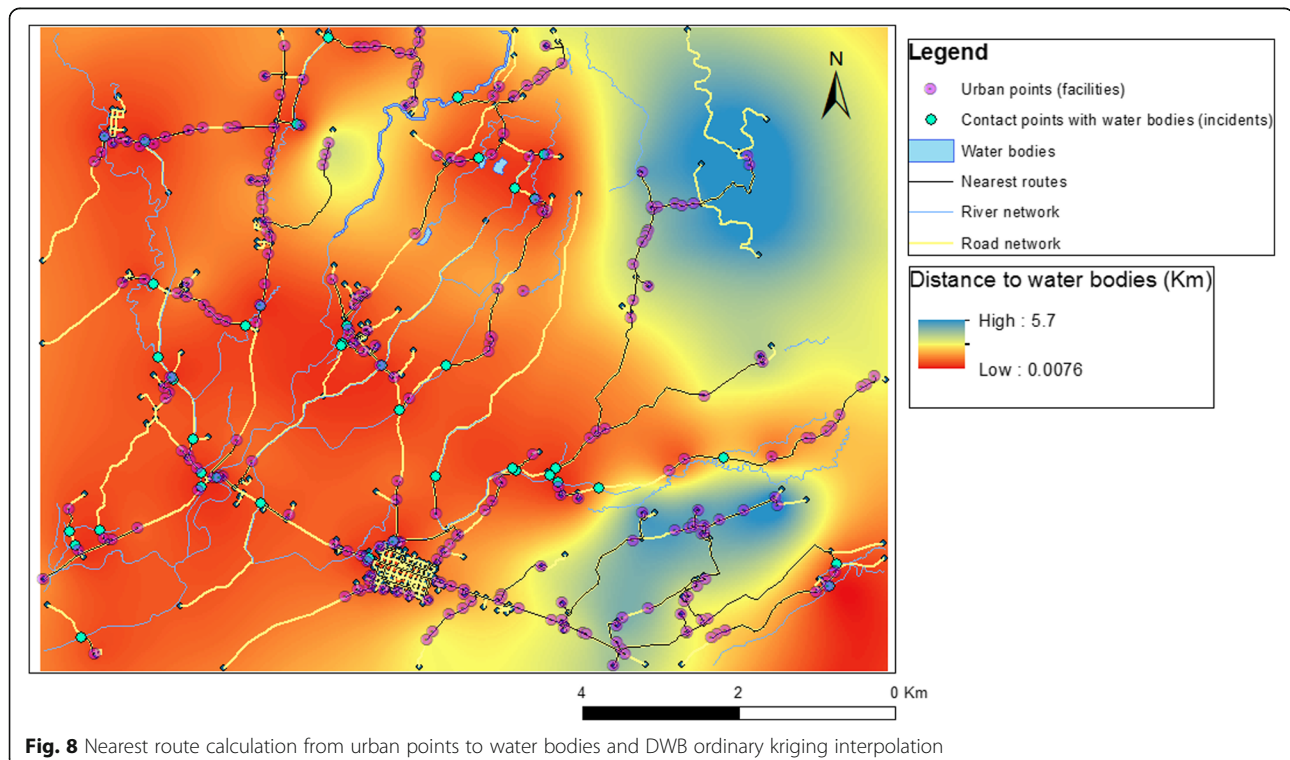 N
Legend
Urban points (facilities)
Contact points with water bodies (incidents)
Water bodies
Nearest routes
River network
Road network
Distance to water bodies (Km)
High : 5.7
Low : 0.0076
4 2 0 Km
Fig. 8 Nearest route calculation from urban points to water bodies and DWB ordinary kriging interpolation